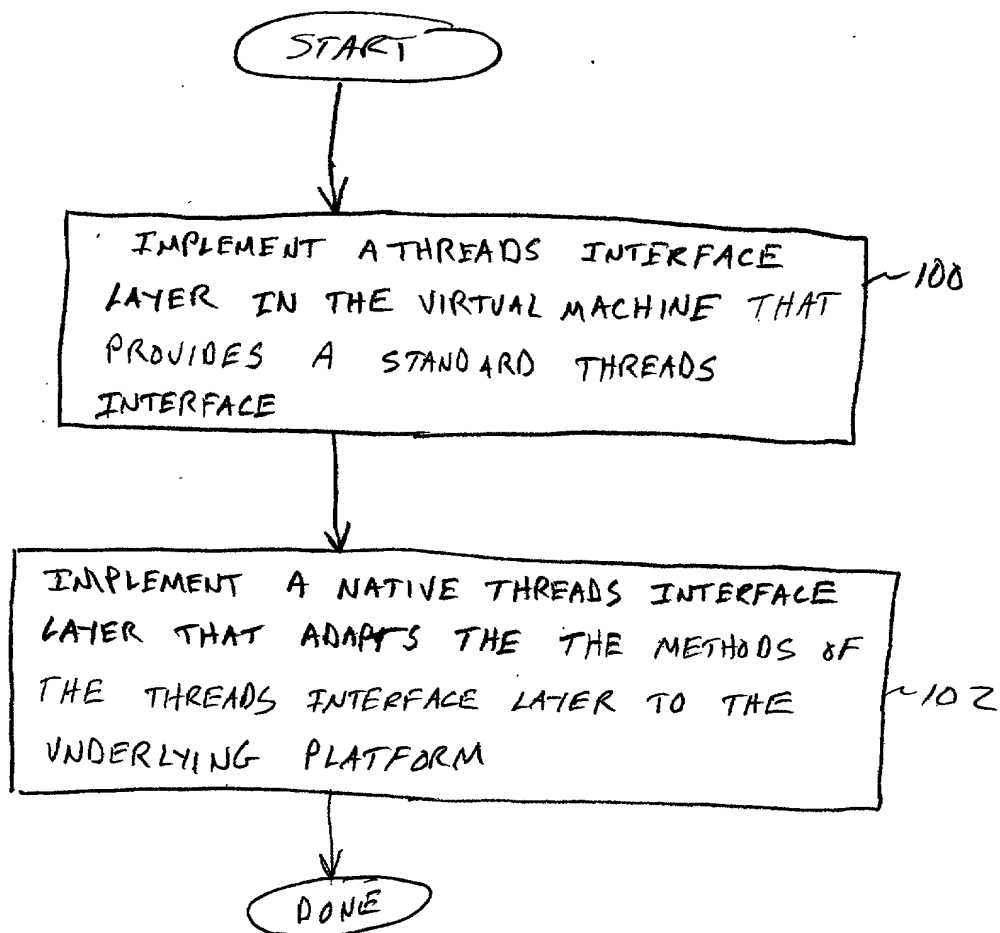 START
IMPLEMENT A THREADS INTERFACE
LAYER IN THE VIRTUAL MACHINE THAT
PROVIDES A STANDARD THREADS
INTERFACE
100
IMPLEMENT A NATIVE THREADS INTERFACE
LAYER THAT ADAPTS THE THE METHODS OF
THE THREADS INTERFACE LAYER TO THE
UNDERLYING PLATFORM
102
DONE